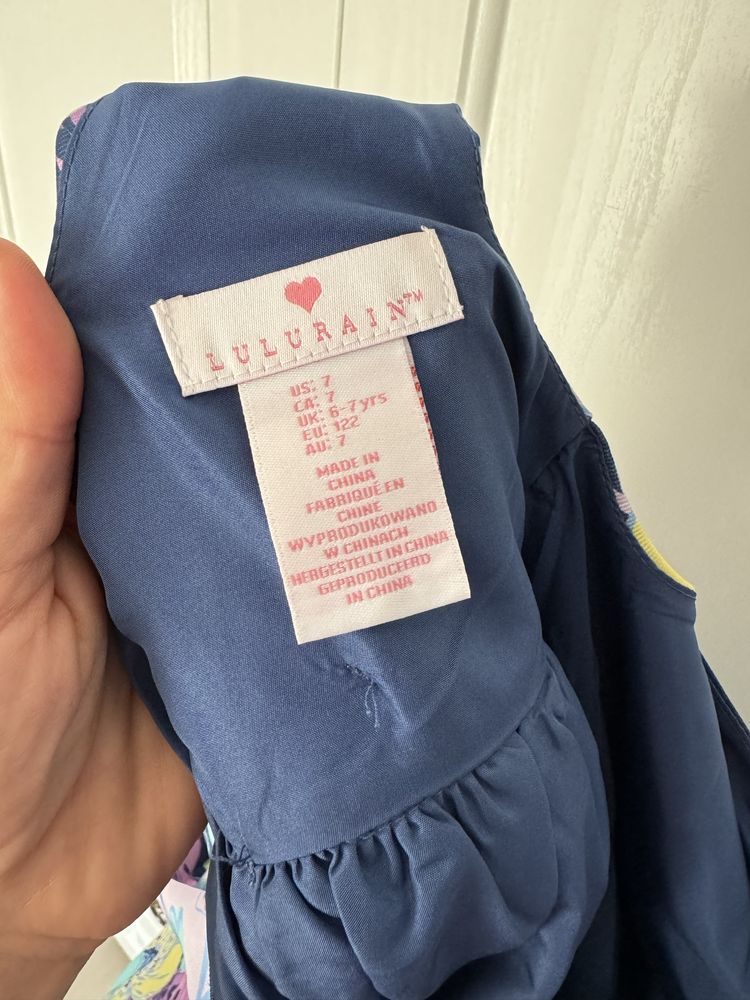 LULURAIN™
US: 7
CA: 7
UK: 6-7yrs
EU: 122
AU: 7
MADE IN
CHINA
FABRIQUÉ EN
CHINE
WYPRODUKOWANO
W CHINACH
HERGESTELLT IN CHINA
GEPRODUCEERD
IN CHINA